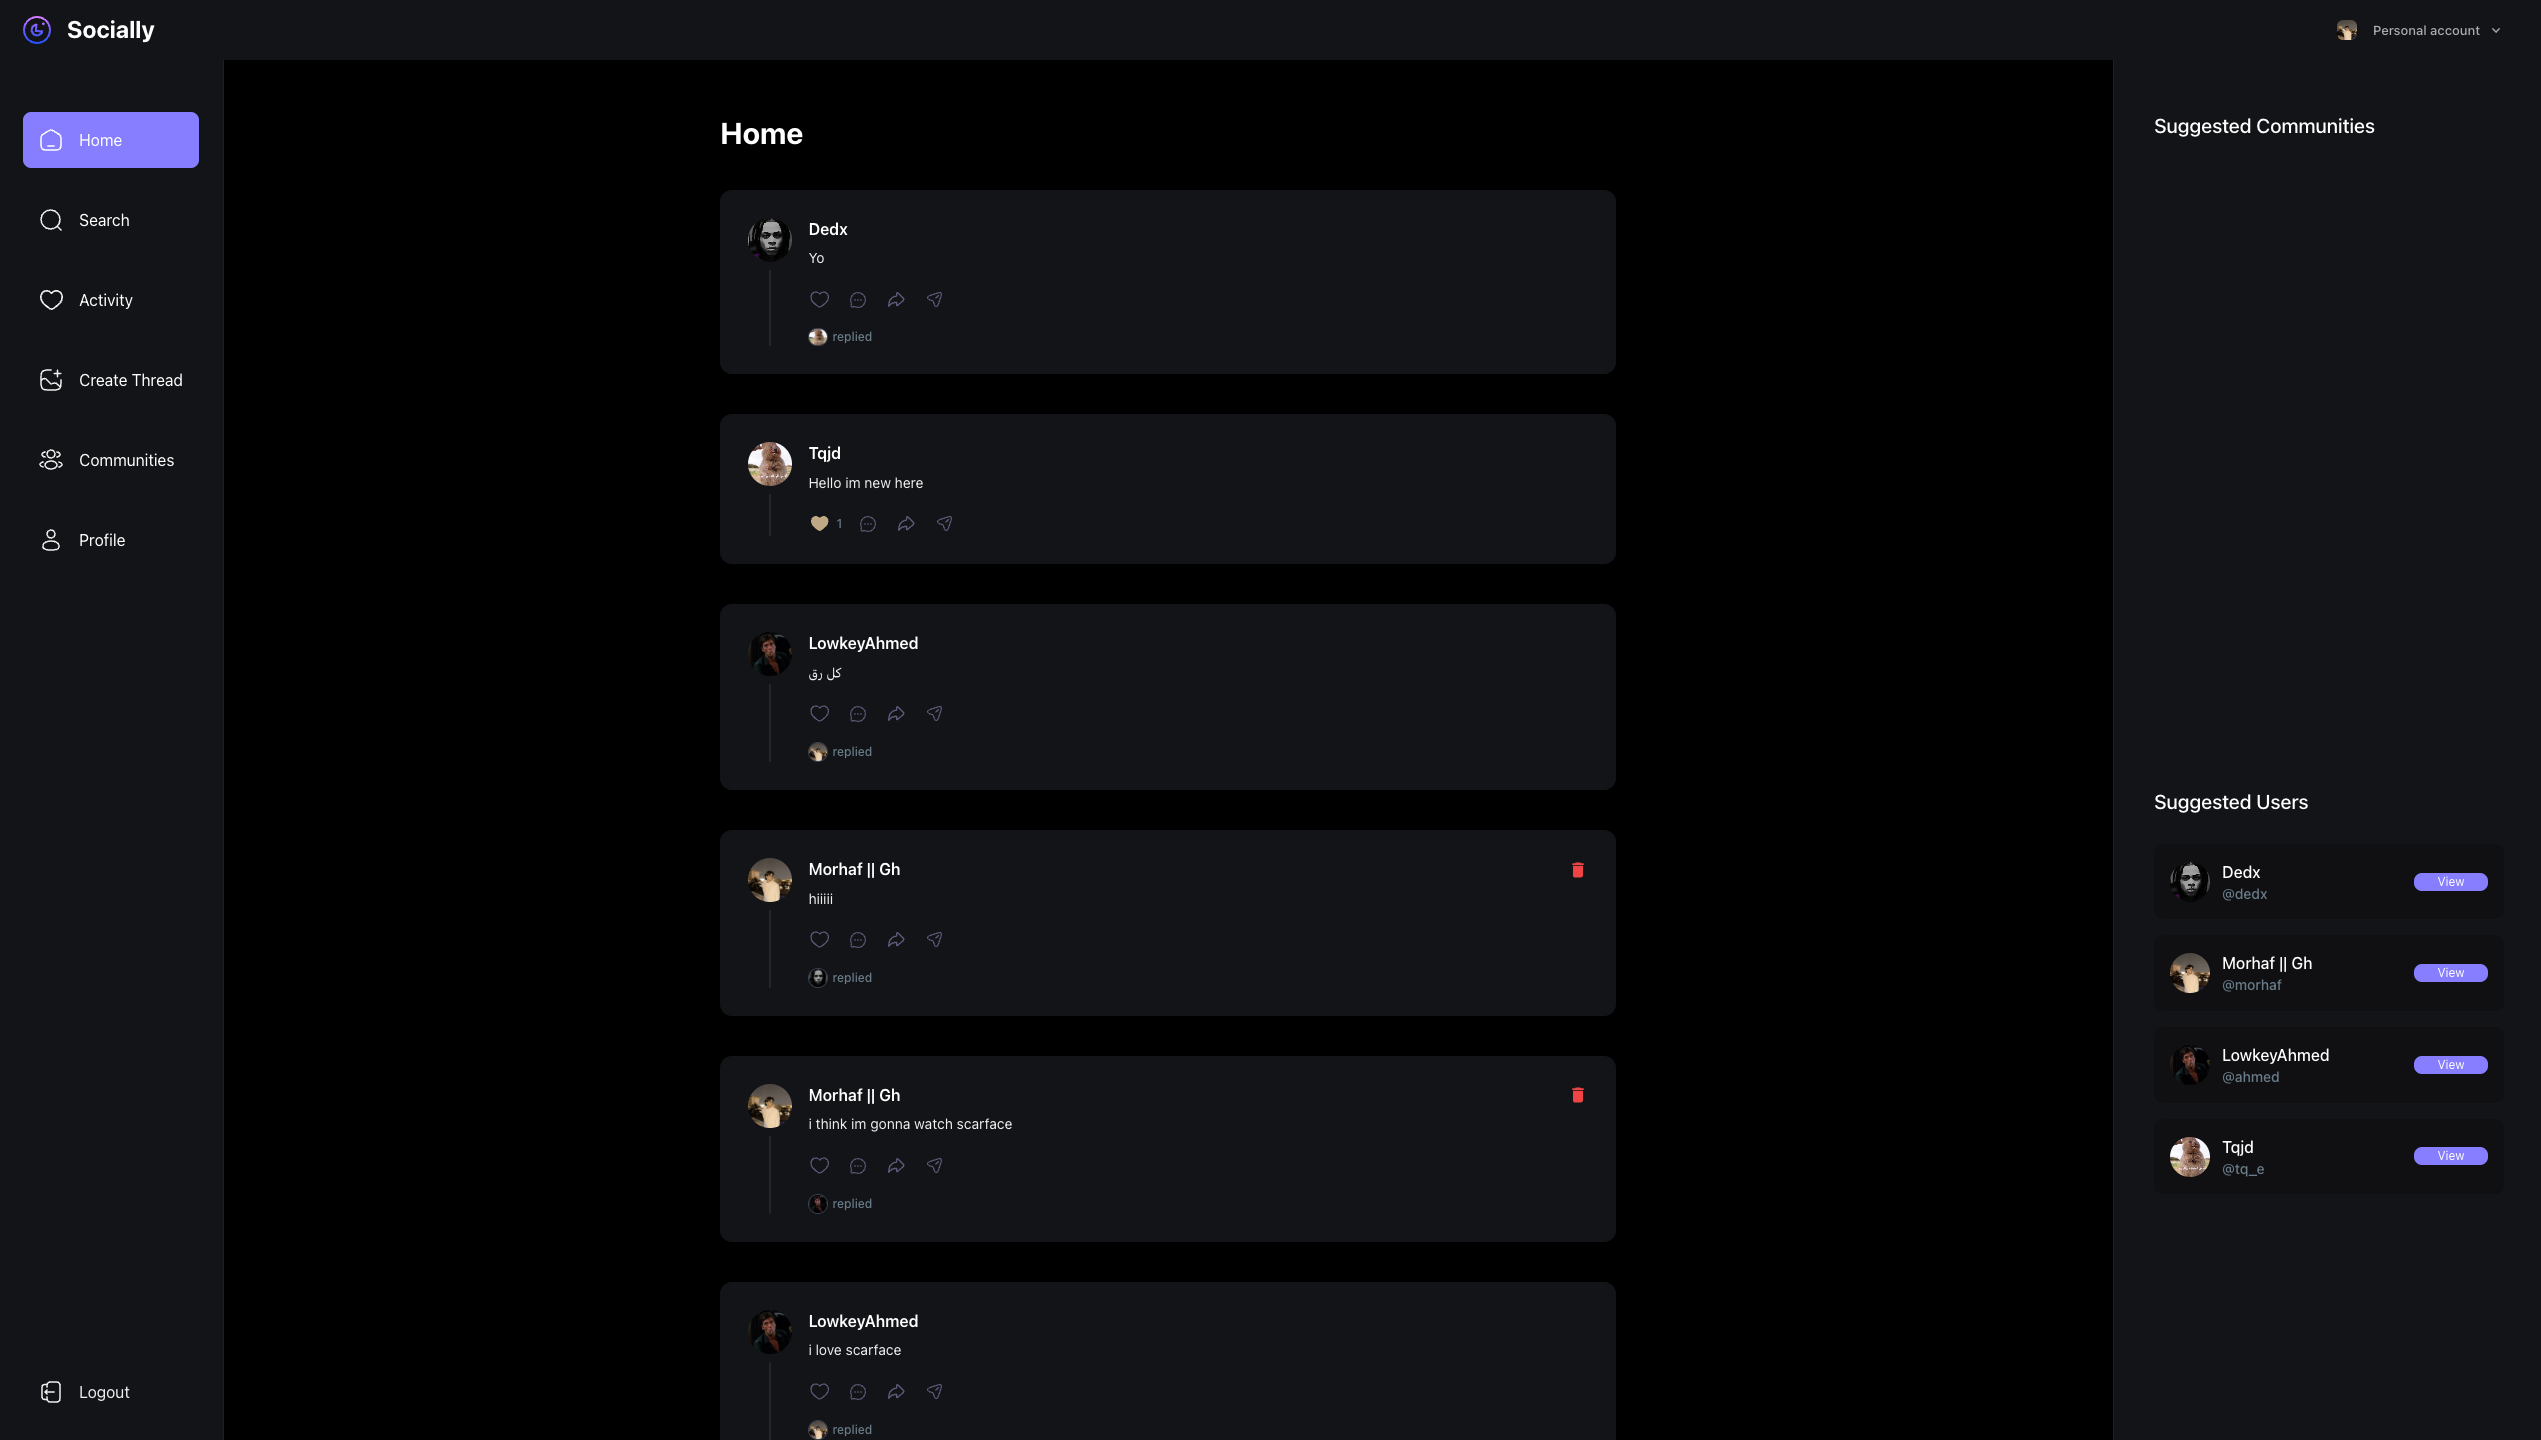 Socially
Personal account
Home
Search
Activity
Create Thread
Communities
Profile
Logout
Home
Dedx
Yo
replied
Tqjd
Hello im new here
1
LowkeyAhmed
كل رق
replied
Morhaf || Gh
hiiiiii
replied
Morhaf || Gh
i think im gonna watch scarface
replied
LowkeyAhmed
i love scarface
replied
Suggested Communities
Suggested Users
Dedx
@dedx
View
Morhaf || Gh
@morhaf
View
LowkeyAhmed
@ahmed
View
Tqjd
@tq_e
View